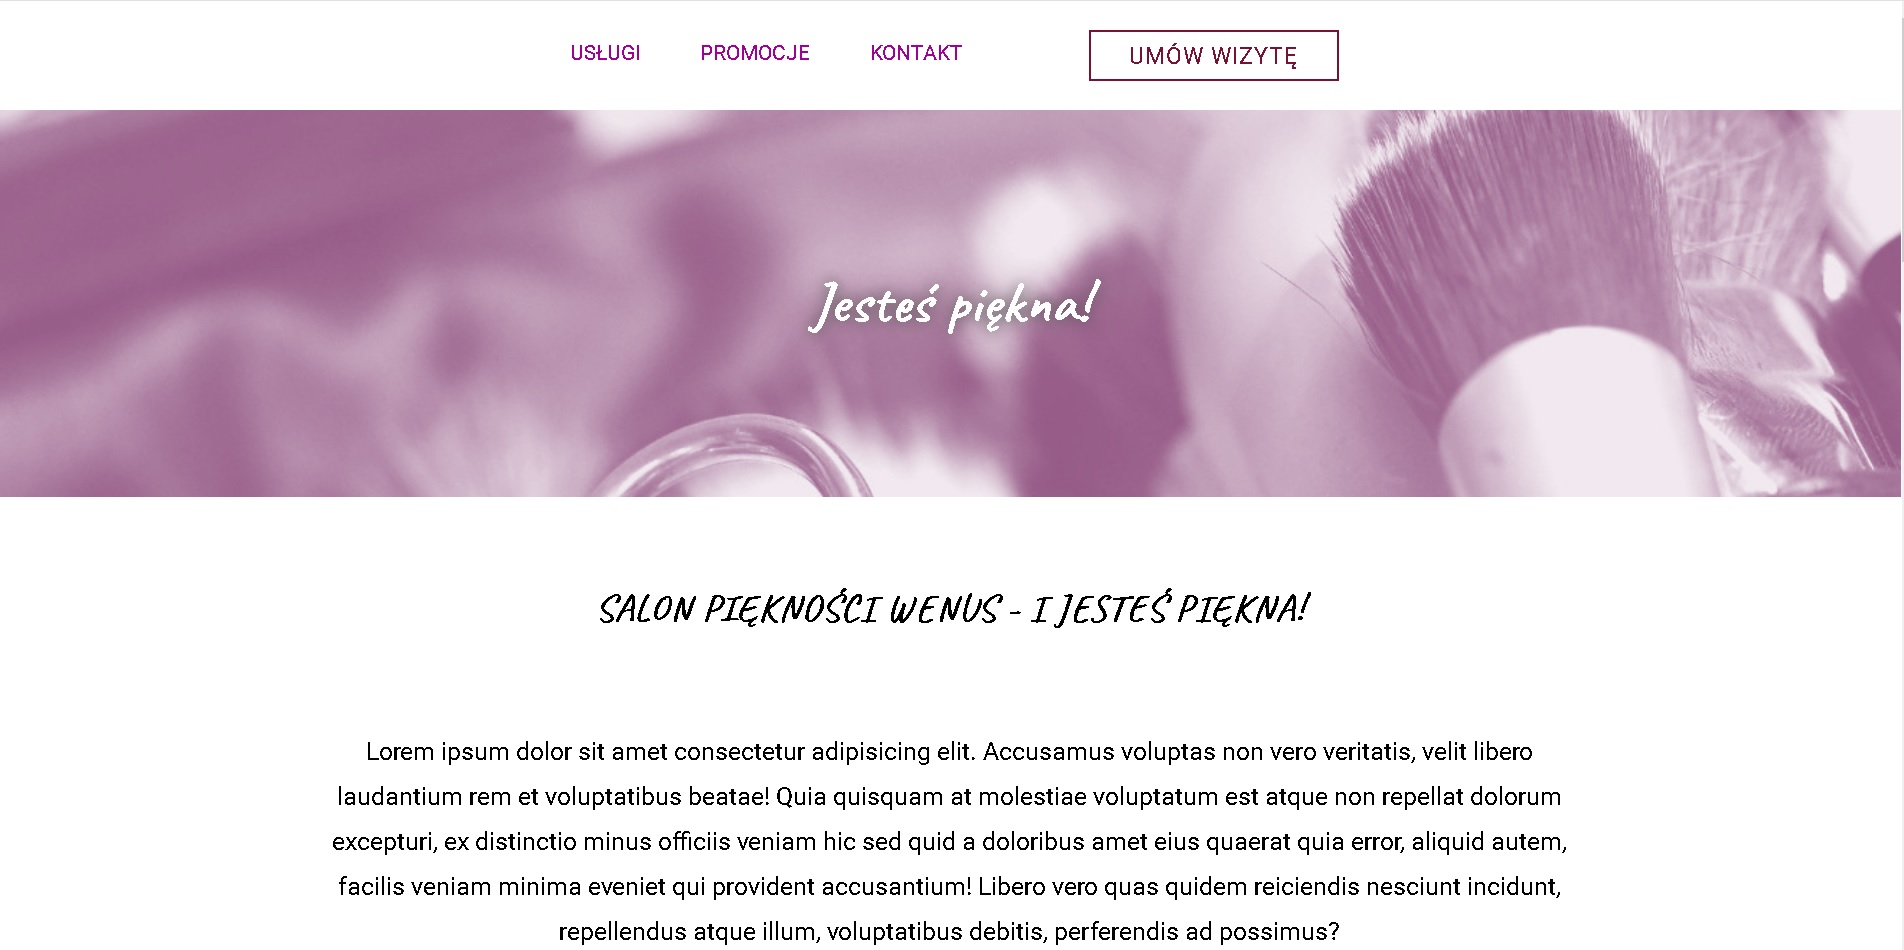 USŁUGI PROMOCJE KONTAKT UMÓW WIZYTĘ
Jesteś piękna!
SALON PIĘKNOŚCI WENUS - I JESTEŚ PIĘKNA!
Lorem ipsum dolor sit amet consectetur adipisicing elit. Accusamus voluptas non vero veritatis, velit libero
laudantium rem et voluptatibus beatae! Quia quisquam at molestiae voluptatum est atque non repellat dolorum
excepturi, ex distinctio minus officiis veniam hic sed quid a doloribus amet eius quaerat quia error, aliquid autem,
facilis veniam minima eveniet qui provident accusantium! Libero vero quas quidem reiciendis nesciunt incidunt,
repellendus atque illum, voluptatibus debitis, perferendis ad possimus?